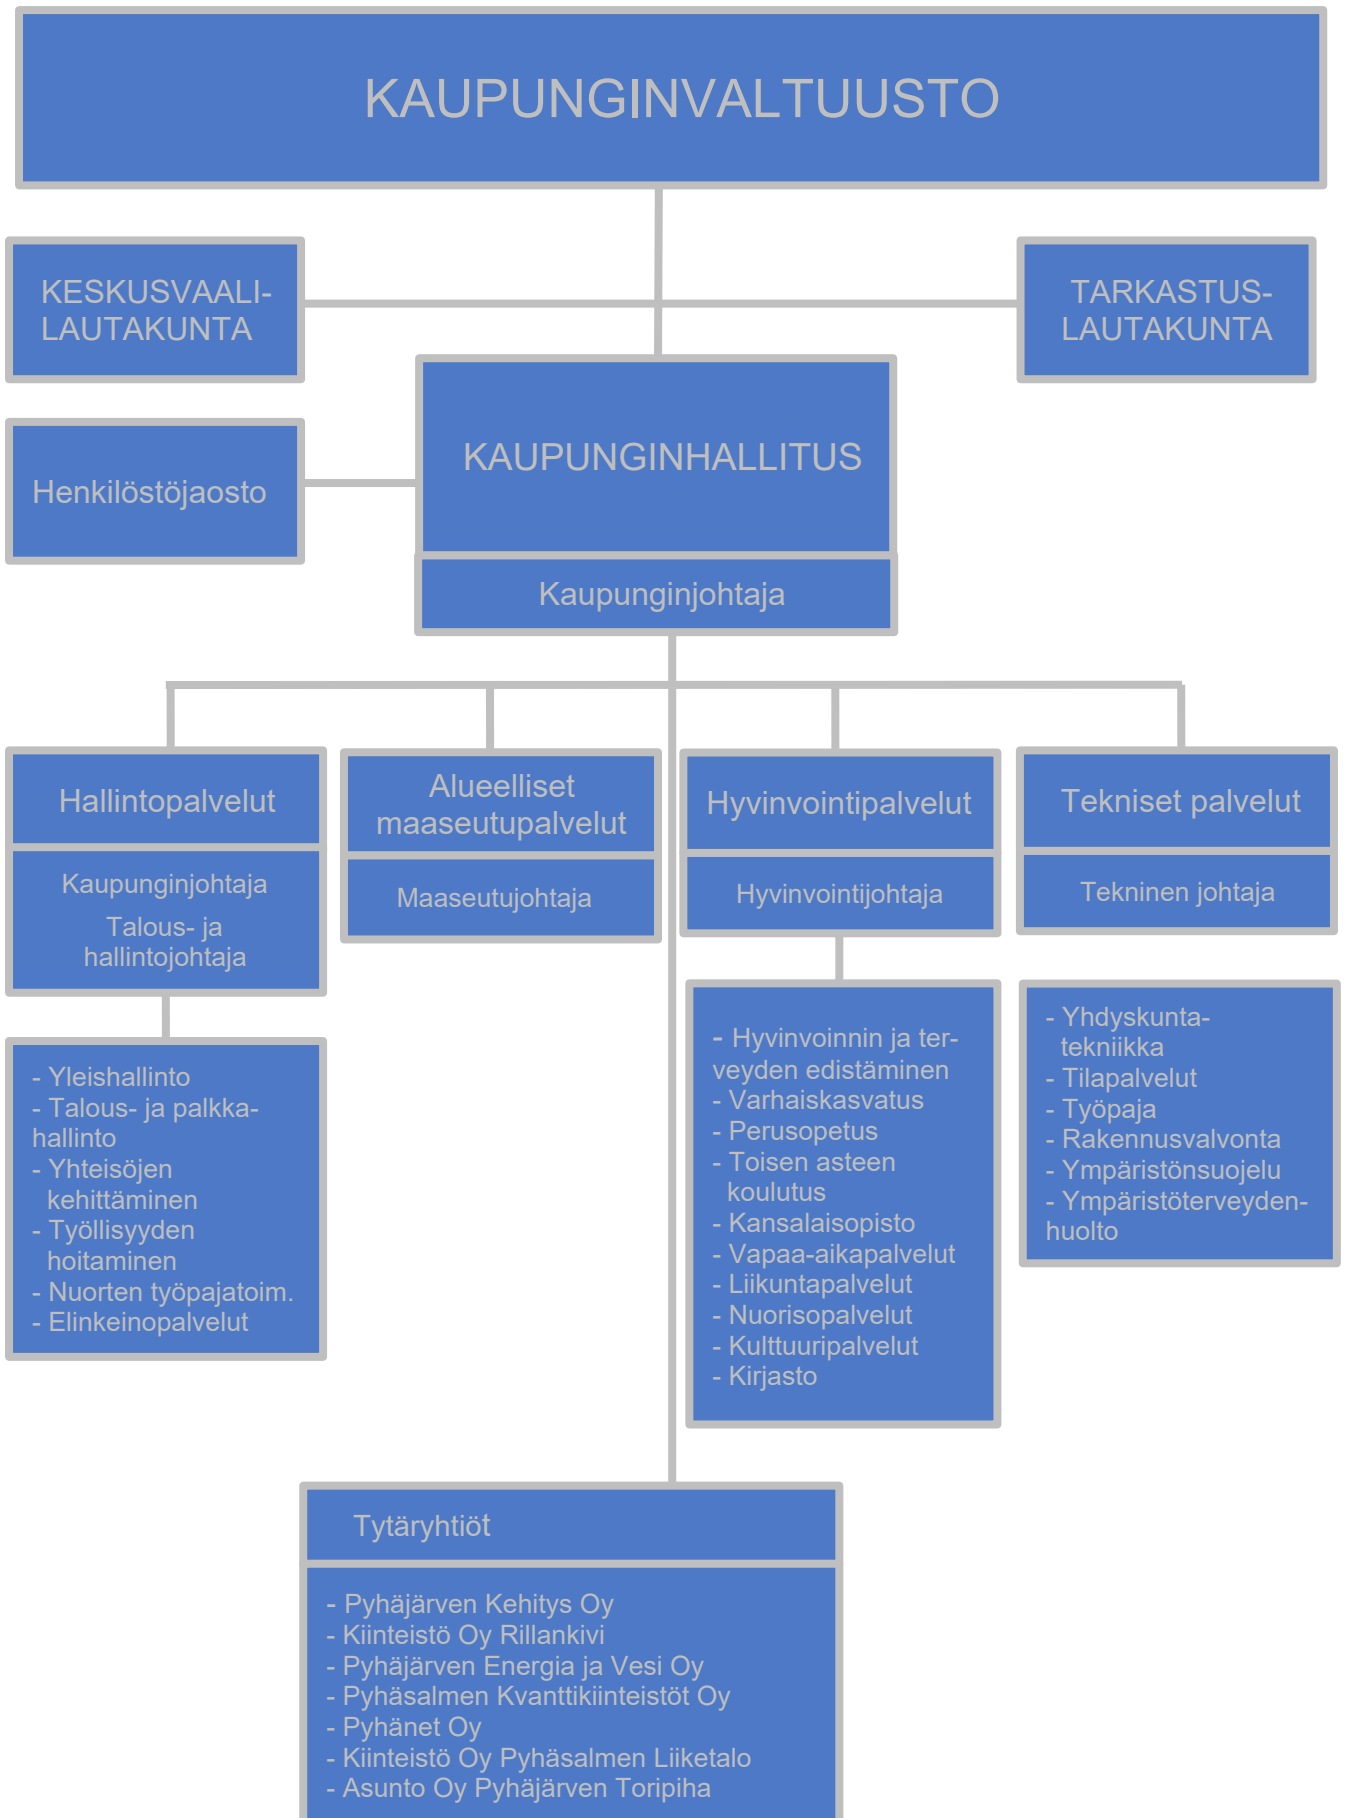 KAUPUNGINVALTUUSTO
KESKUSVAALI-
LAUTAKUNTA
TARKASTUS-
LAUTAKUNTA
KAUPUNGINHALLITUS
Henkilöstöjaosto
Kaupunginjohtaja
Hallintopalvelut
Kaupunginjohtaja
Talous- ja
hallintojohtaja
- Yleishallinto
- Talous- ja palkka-
hallinto
- Yhteisöjen
kehittäminen
- Työllisyyden
hoitaminen
- Nuorten työpajatoim.
- Elinkeinopalvelut
Alueelliset
maaseutupalvelut
Maaseutujohtaja
Hyvinvointipalvelut
Hyvinvointijohtaja
- Hyvinvoinnin ja ter-
veyden edistäminen
- Varhaiskasvatus
- Perusopetus
- Toisen asteen
koulutus
- Kansalaisopisto
- Vapaa-aikapalvelut
- Liikuntapalvelut
- Nuorisopalvelut
- Kulttuuripalvelut
- Kirjasto
Tekniset palvelut
Tekninen johtaja
- Yhdyskunta-
tekniikka
- Tilapalvelut
- Työpaja
- Rakennusvalvonta
- Ympäristönsuojelu
- Ympäristöterveyden-
huolto
Tytäryhtiöt
- Pyhäjärven Kehitys Oy
- Kiinteistö Oy Rillankivi
- Pyhäjärven Energia ja Vesi Oy
- Pyhäsalmen Kvanttikiinteistöt Oy
- Pyhänet Oy
- Kiinteistö Oy Pyhäsalmen Liiketalo
- Asunto Oy Pyhäjärven Toripiha